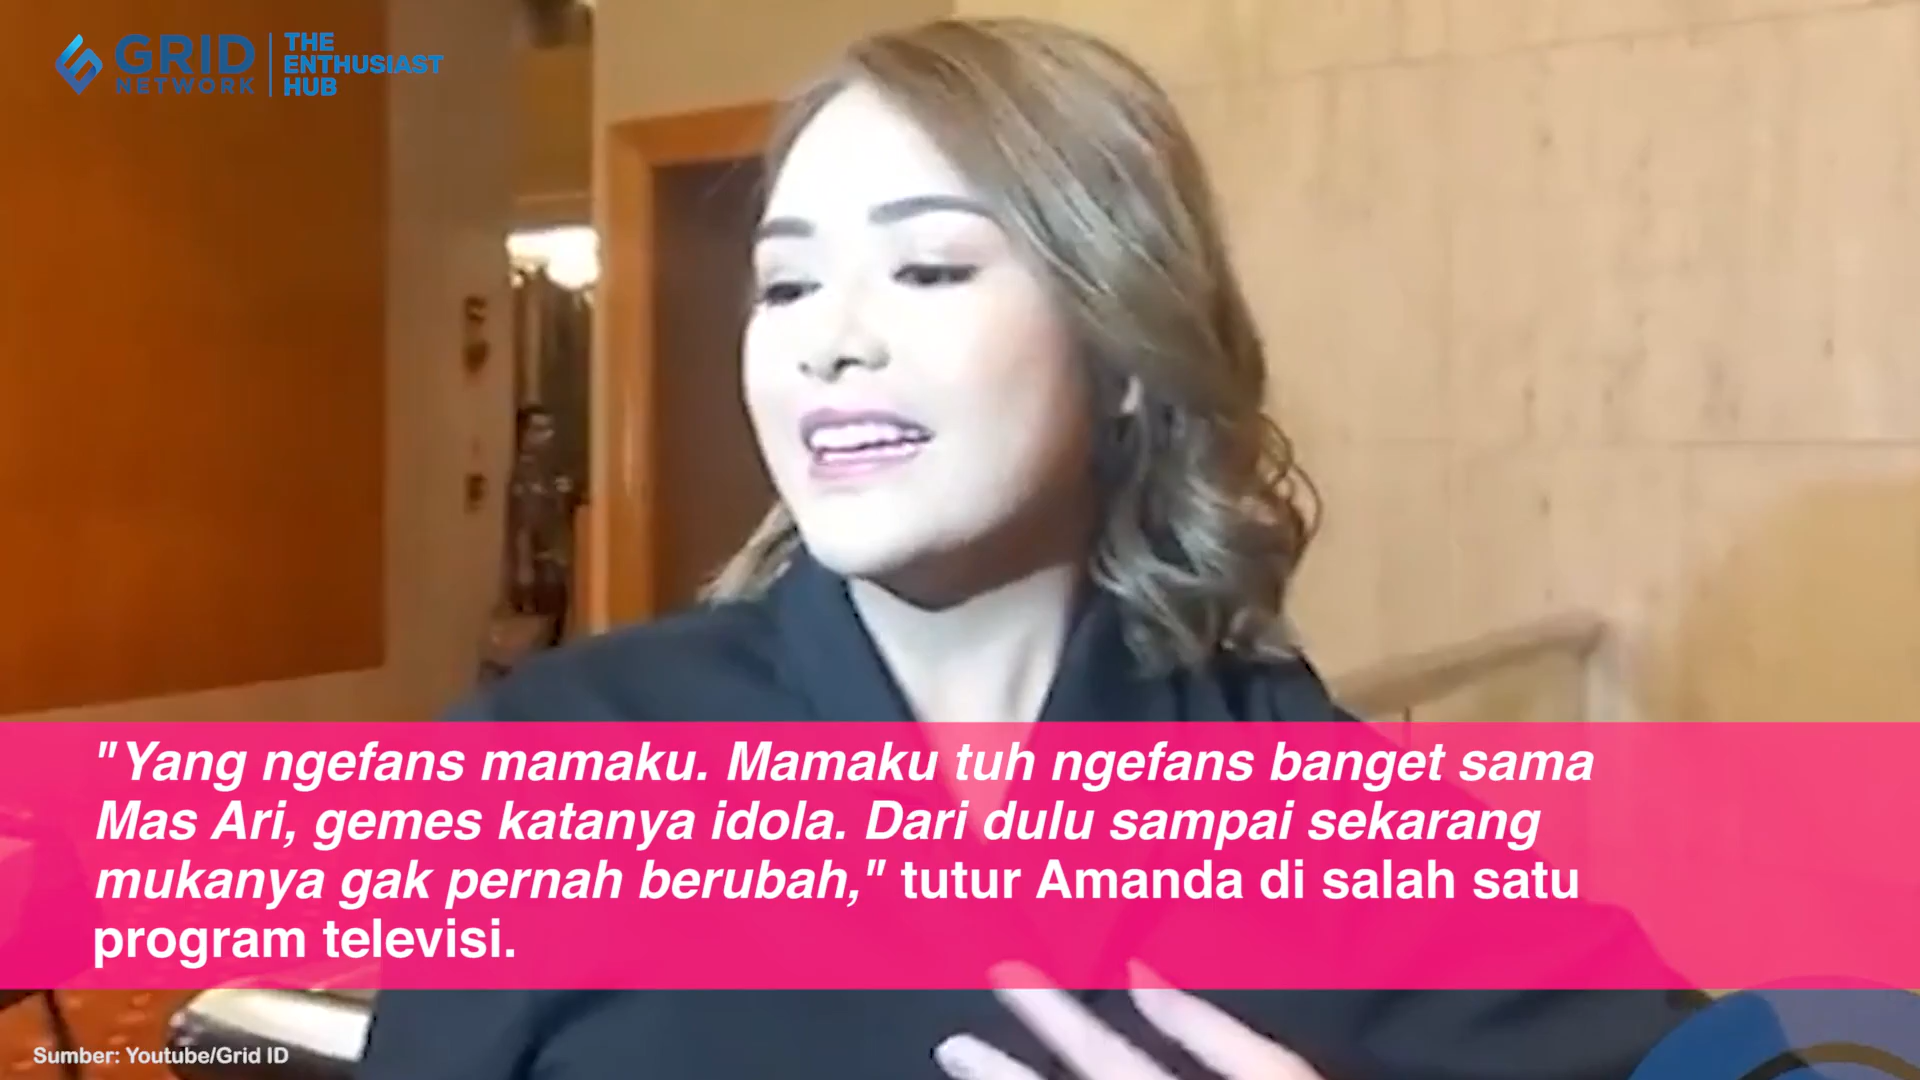 GRID
NETWORK
THE
ENTHUSIAST
HUB
"Yang ngefans mamaku. Mamaku tuh ngefans banget sama
Mas Ari, gemes katanya idola. Dari dulu sampai sekarang
mukanya gak pernah berubah," tutur Amanda di salah satu
program televisi.
Sumber: Youtube/Grid ID